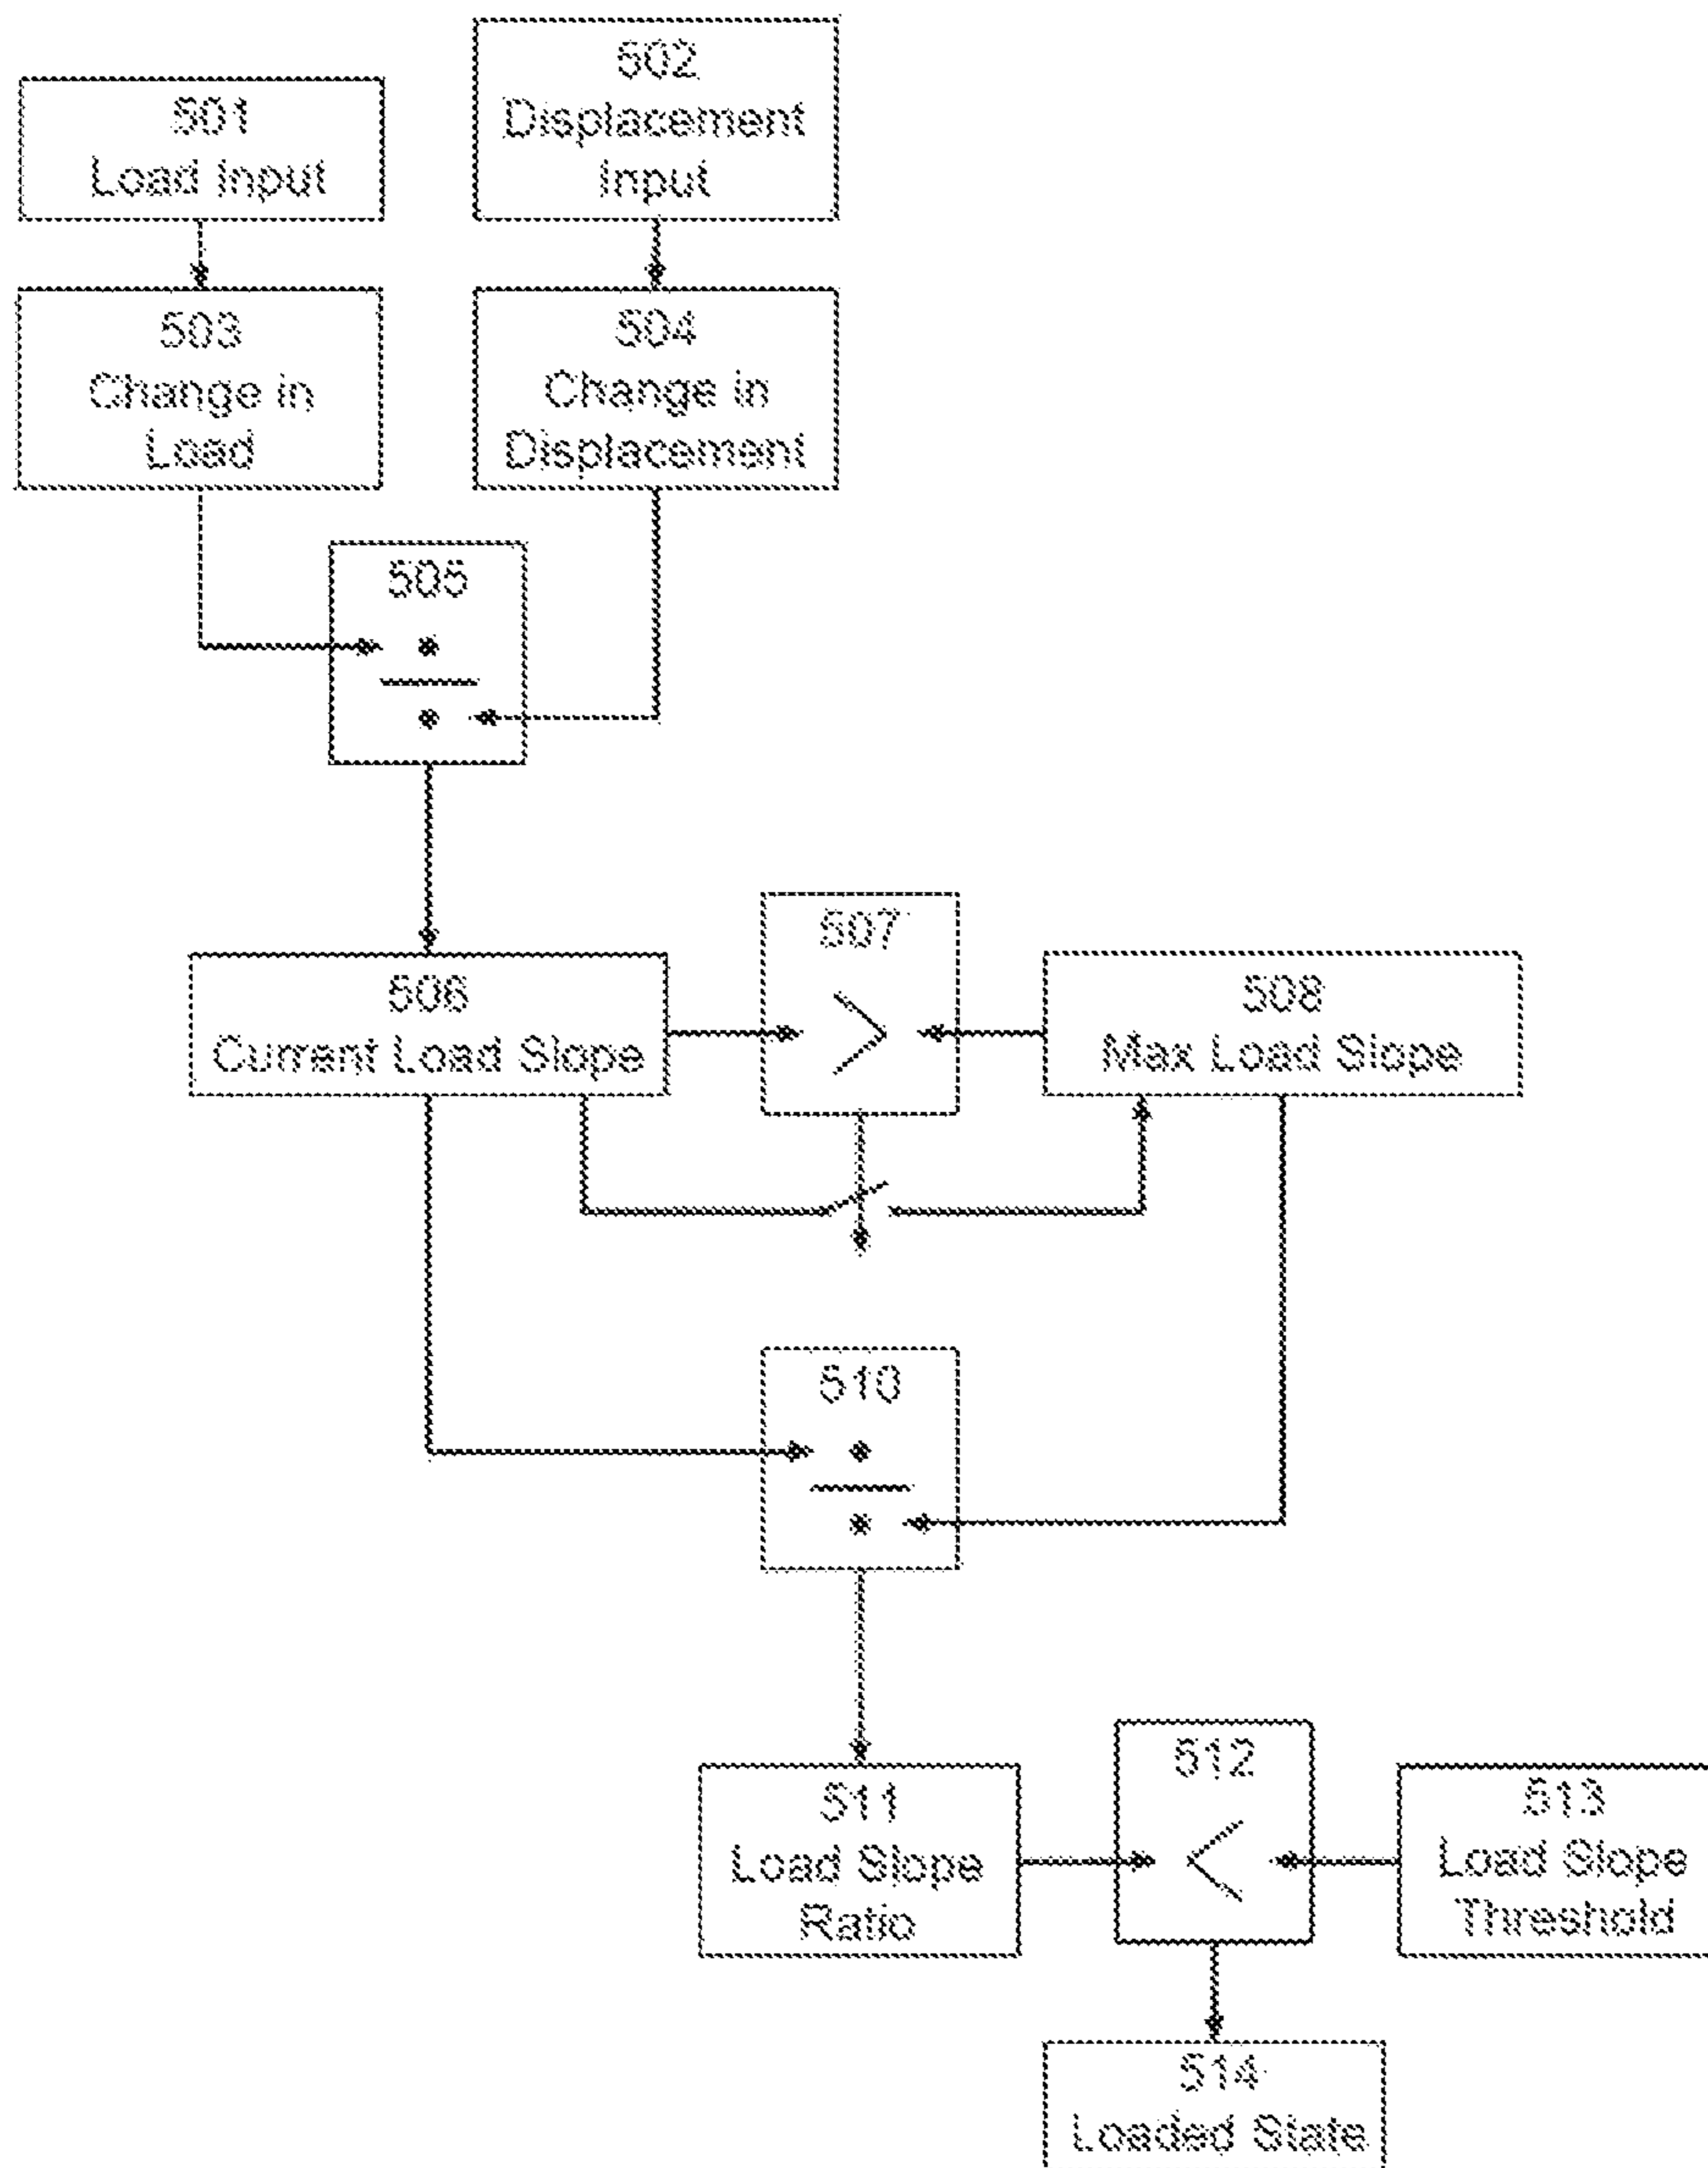 501
Load Input
502
Displacement
Input
503
Change in
Load
504
Change in
Displacement
505
506
Current Load Slope
507
>
508
Max Load Slope
510
511
Load Slope
Ratio
512
<
513
Load Slope
Threshold
514
Loaded State